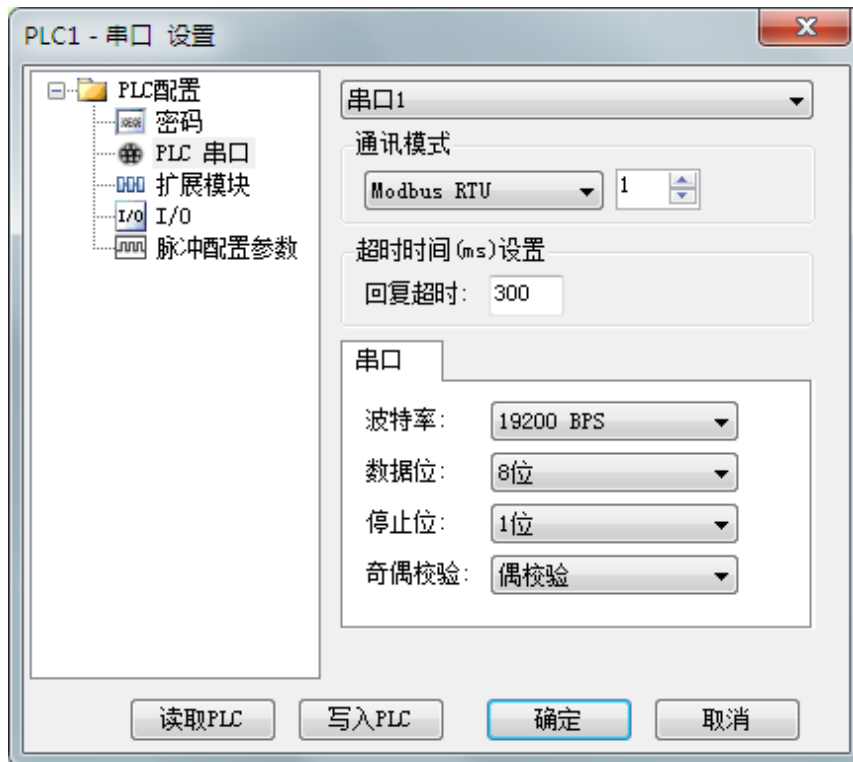 PLC1 - 串口 设置
PLC配置
密码
PLC 串口
扩展模块
I/O I/O
脉冲配置参数
串口1
通讯模式
Modbus RTU 1
超时时间(ms)设置
回复超时: 300
串口
波特率: 19200 BPS
数据位: 8位
停止位: 1位
奇偶校验: 偶校验
读取PLC 写入PLC 确定 取消